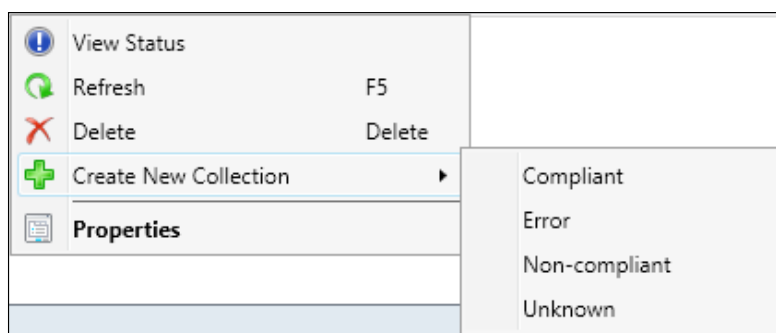 View Status
Refresh F5
Delete Delete
Create New Collection
Properties
Compliant
Error
Non-compliant
Unknown